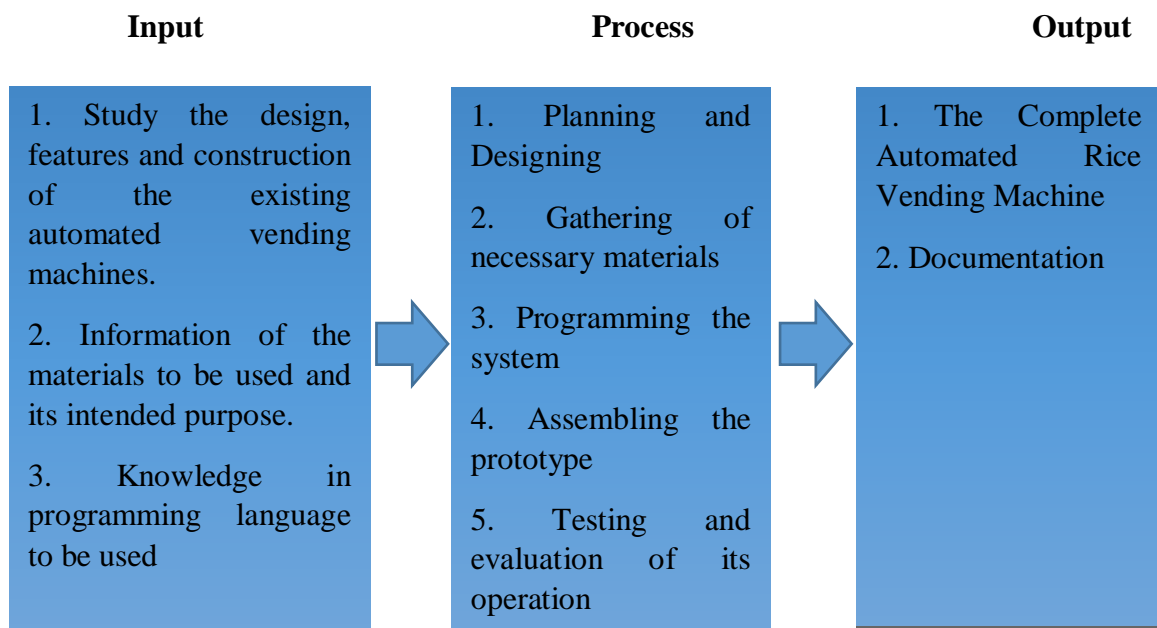 Input
Process
Output
1. Study the design,
features and construction
of the existing
automated vending
machines.
2. Information of the
materials to be used and
its intended purpose.
3. Knowledge in
programming language
to be used
1. Planning and
Designing
2. Gathering of
necessary materials
3. Programming the
system
4. Assembling the
prototype
5. Testing and
evaluation of its
operation
1. The Complete
Automated Rice
Vending Machine
2. Documentation